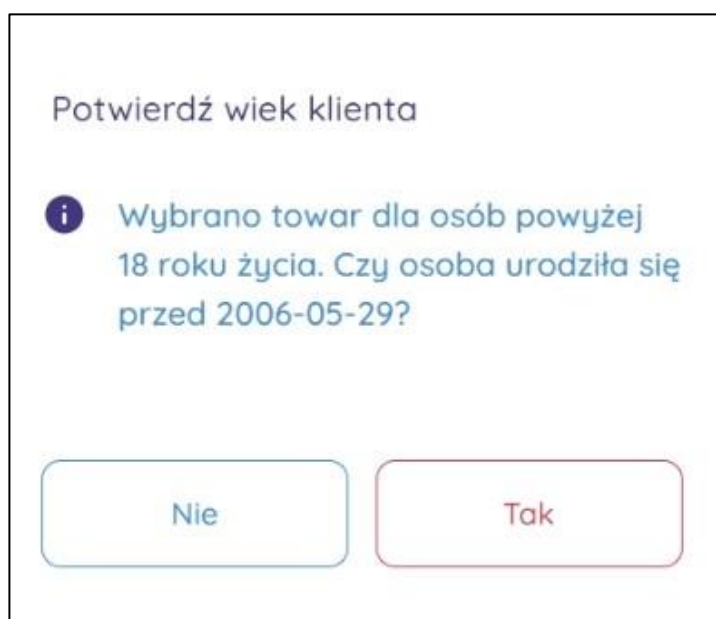 Potwierdź wiek klienta
Wybrano towar dla osób powyżej
18 roku życia. Czy osoba urodziła się
przed 2006-05-29?
Nie
Tak